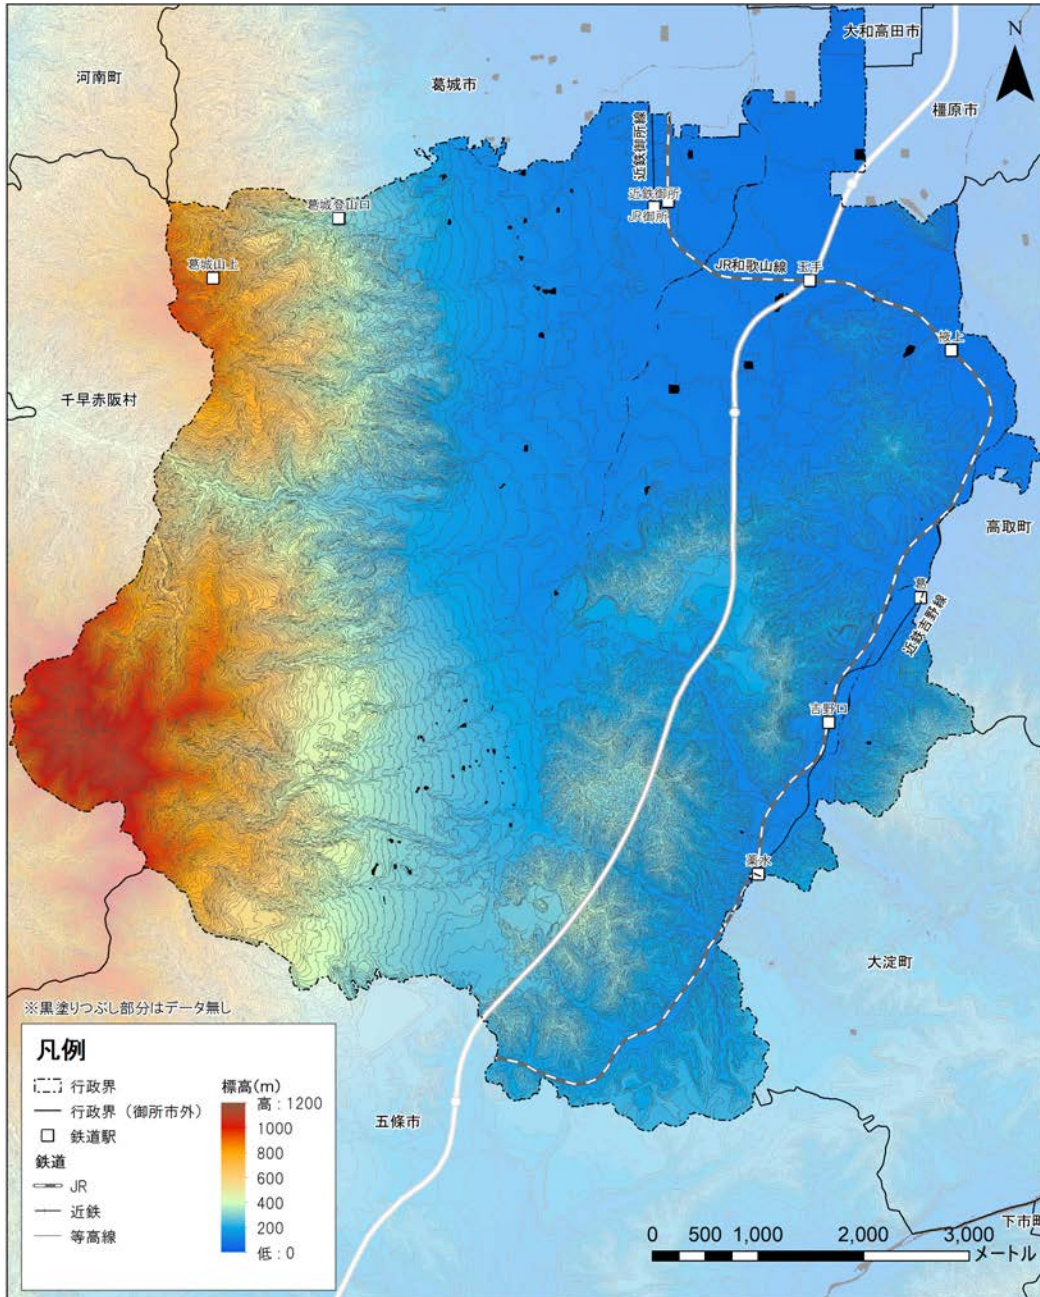 大和高田市
N
河南町
葛城市
橿原市
近鉄御所線
近鉄御所
JR御所
葛城登山口
葛城山上
JR和歌山線
玉手
掖上
千早赤阪村
高取町
葛
近鉄吉野線
吉野口
薬水
大淀町
※黒塗りつぶし部分はデータ無し
凡例
行政界
行政界（御所市外）
鉄道駅
鉄道
JR
近鉄
等高線
標高(m)
高 : 1200
1000
800
600
400
200
低 : 0
五條市
下市町
0 500 1,000 2,000 3,000
メートル